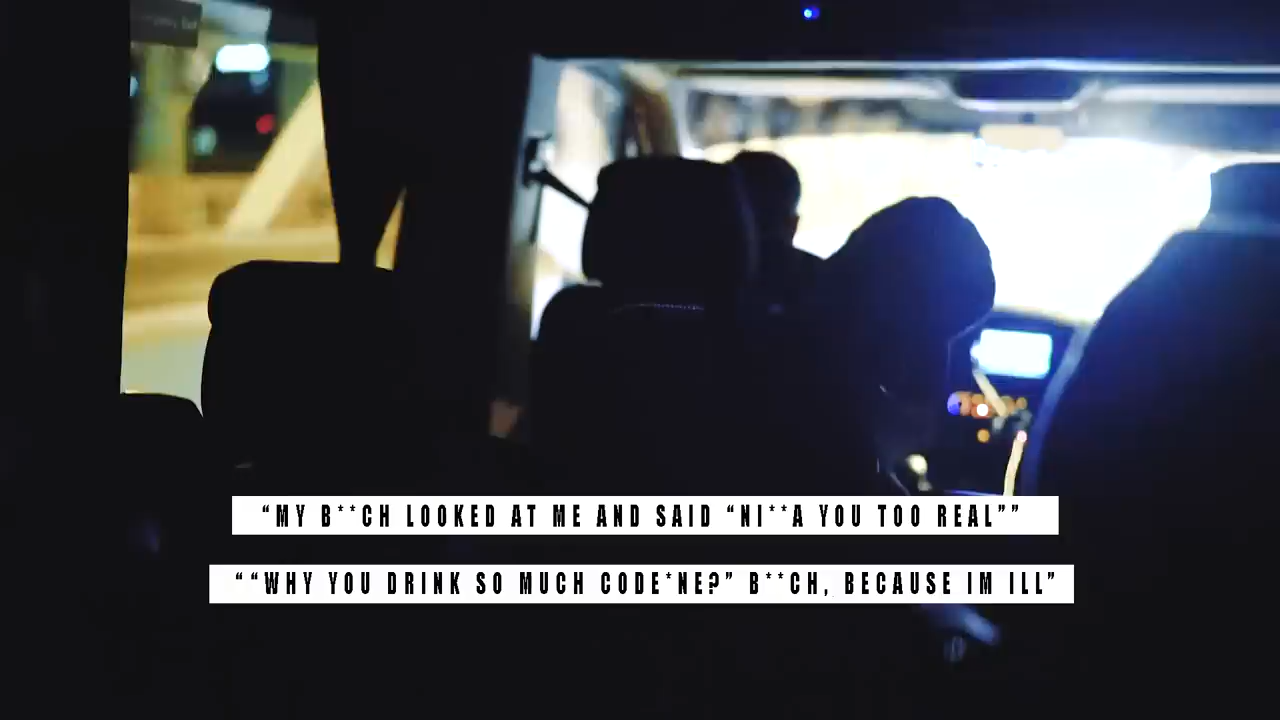 “MY B**CH LOOKED AT ME AND SAID “NI**A YOU TOO REAL””
““WHY YOU DRINK SO MUCH CODE*NE?” B**CH, BECAUSE IM ILL”